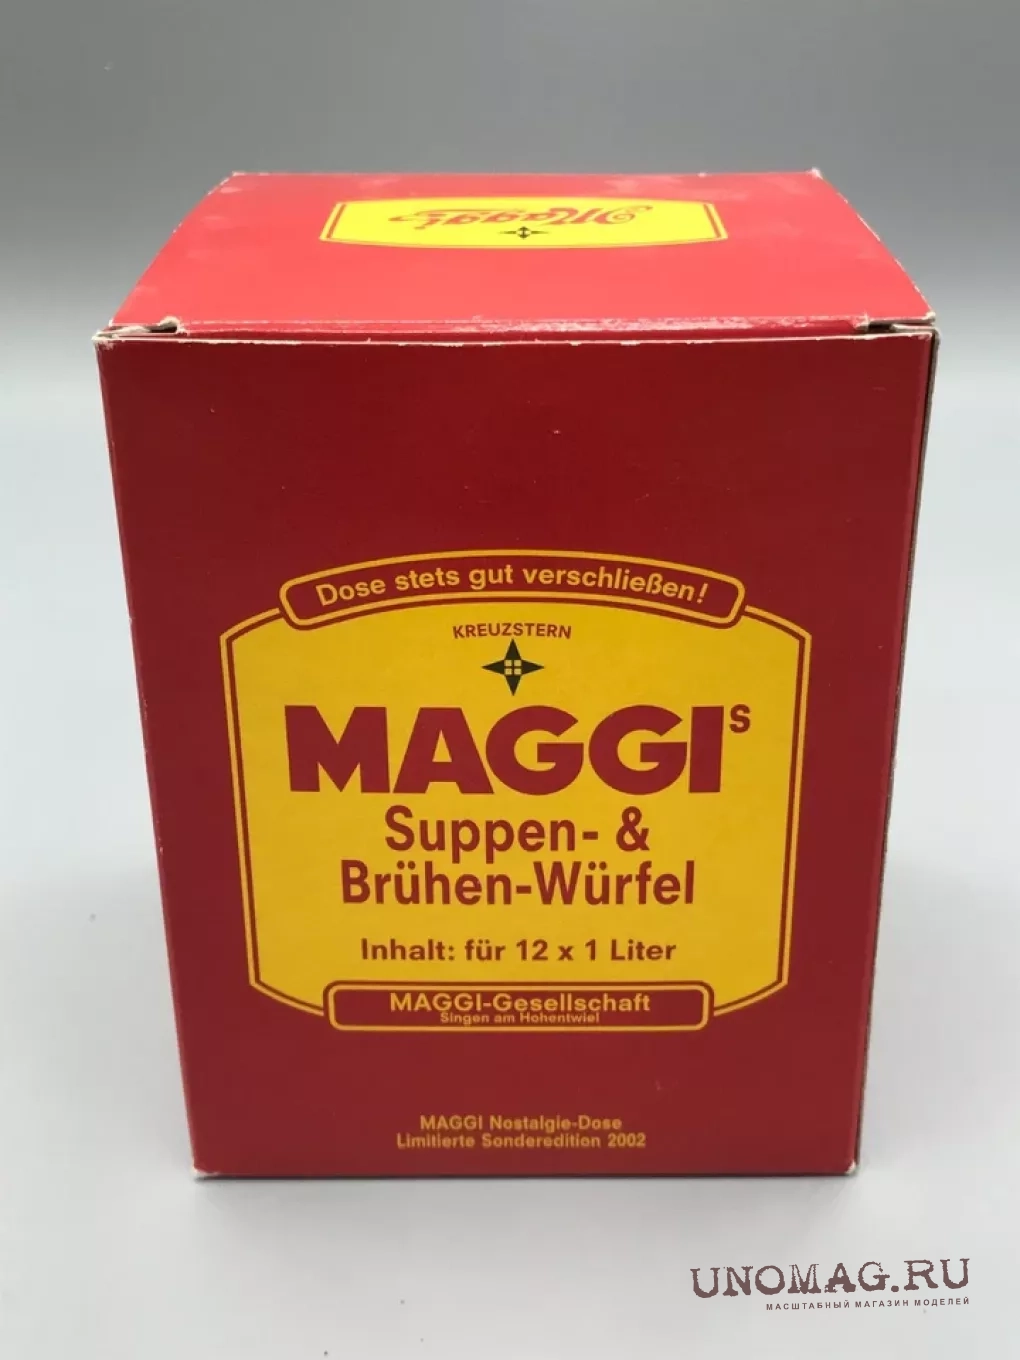 Maggi
Dose stets gut verschließen!
KREUZSTERN
MAGGIs
Suppen- &
Brühen-Würfel
Inhalt: für 12 x 1 Liter
MAGGI-Gesellschaft
Singen am Hohentwiel
MAGGI Nostalgie-Dose
Limitierte Sonderedition 2002
UNOMAG.RU
МАСШТАБНЫЙ МАГАЗИН МОДЕЛЕЙ